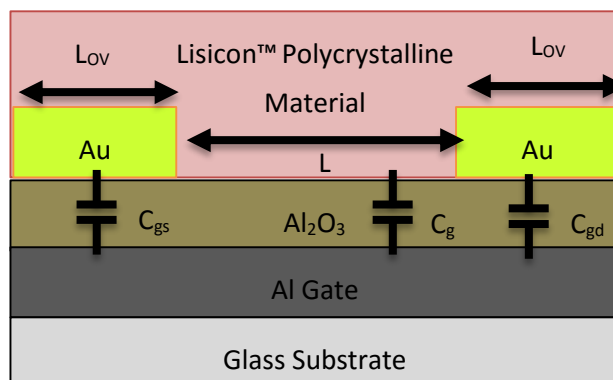 L_OV Lisicon™ Polycrystalline L_OV
Material
Au L Au
C_gs Al₂O₃ C_g C_gd
Al Gate
Glass Substrate